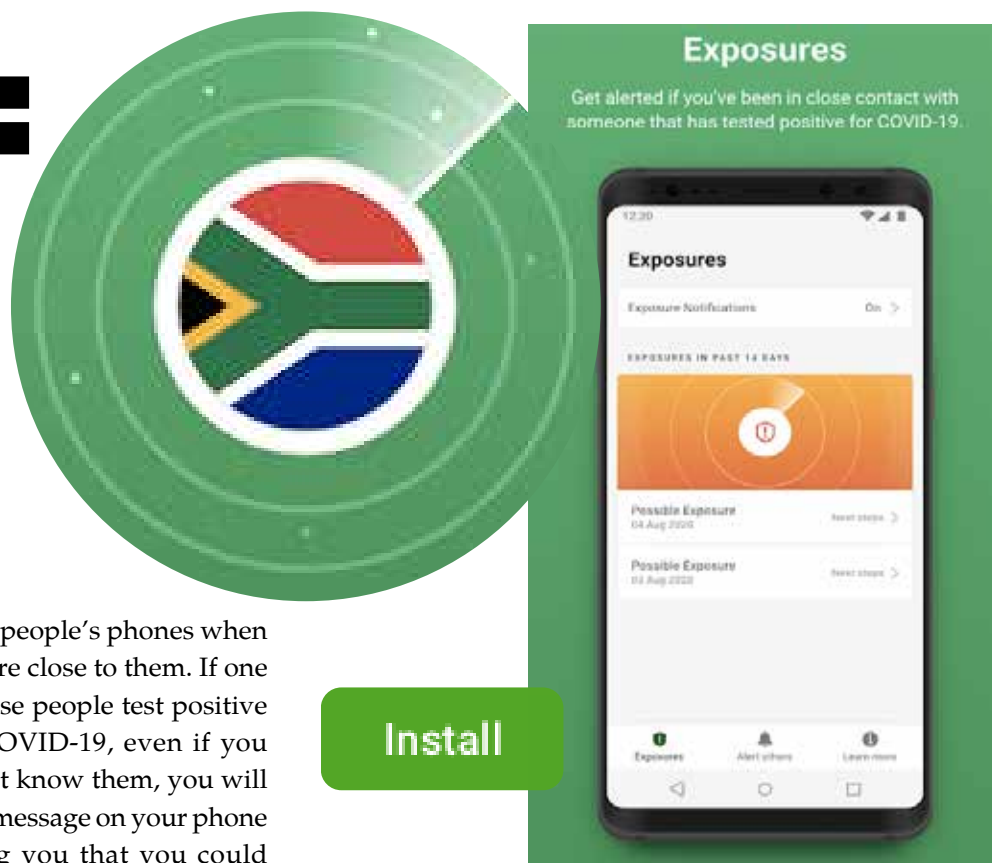 people's phones when
re close to them. If one
se people test positive
OVID-19, even if you
t know them, you will
message on your phone
g you that you could
Install
Exposures
Get alerted if you've been in close contact with
someone that has tested positive for COVID-19.
12:30
Exposures
Exposure Notifications On
EXPOSURES IN PAST 14 DAYS
Possible Exposure
04 Aug 2020
Next steps
Possible Exposure
03 Aug 2020
Next steps
Exposures Alert others Learn more